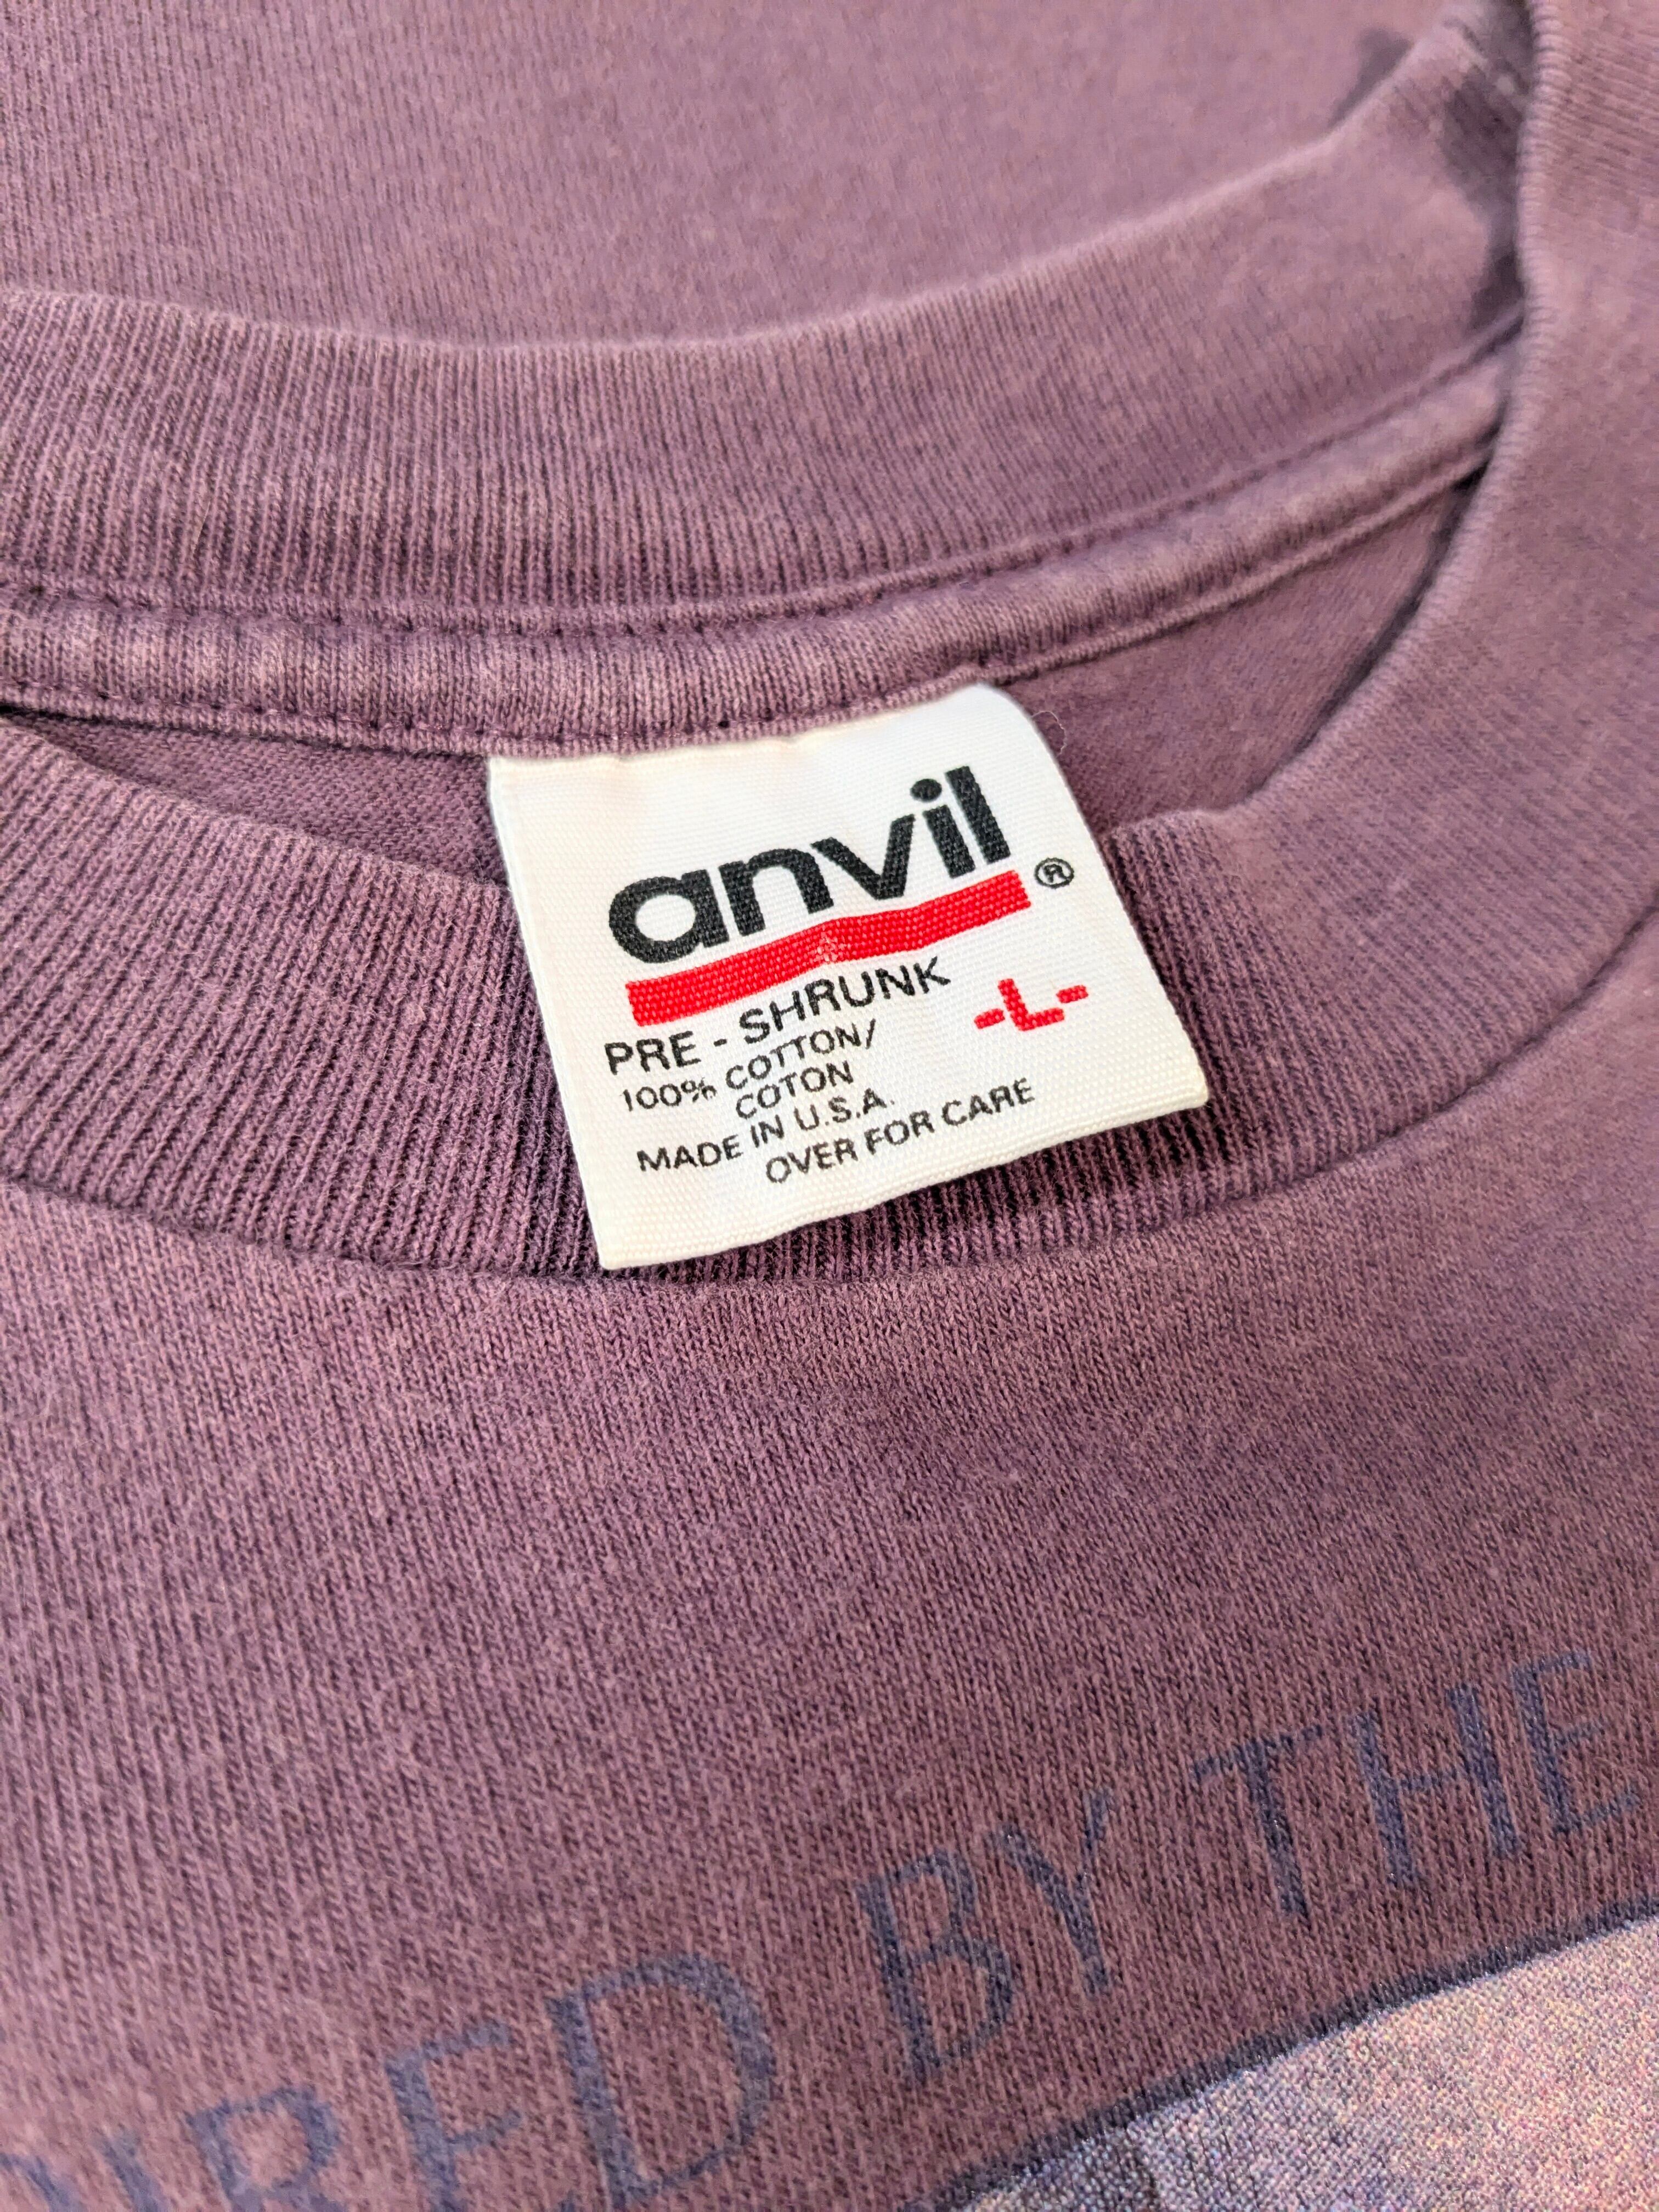 anvil®
PRE - SHRUNK -L-
100% COTTON/
COTON
MADE IN U.S.A.
OVER FOR CARE
BY THE